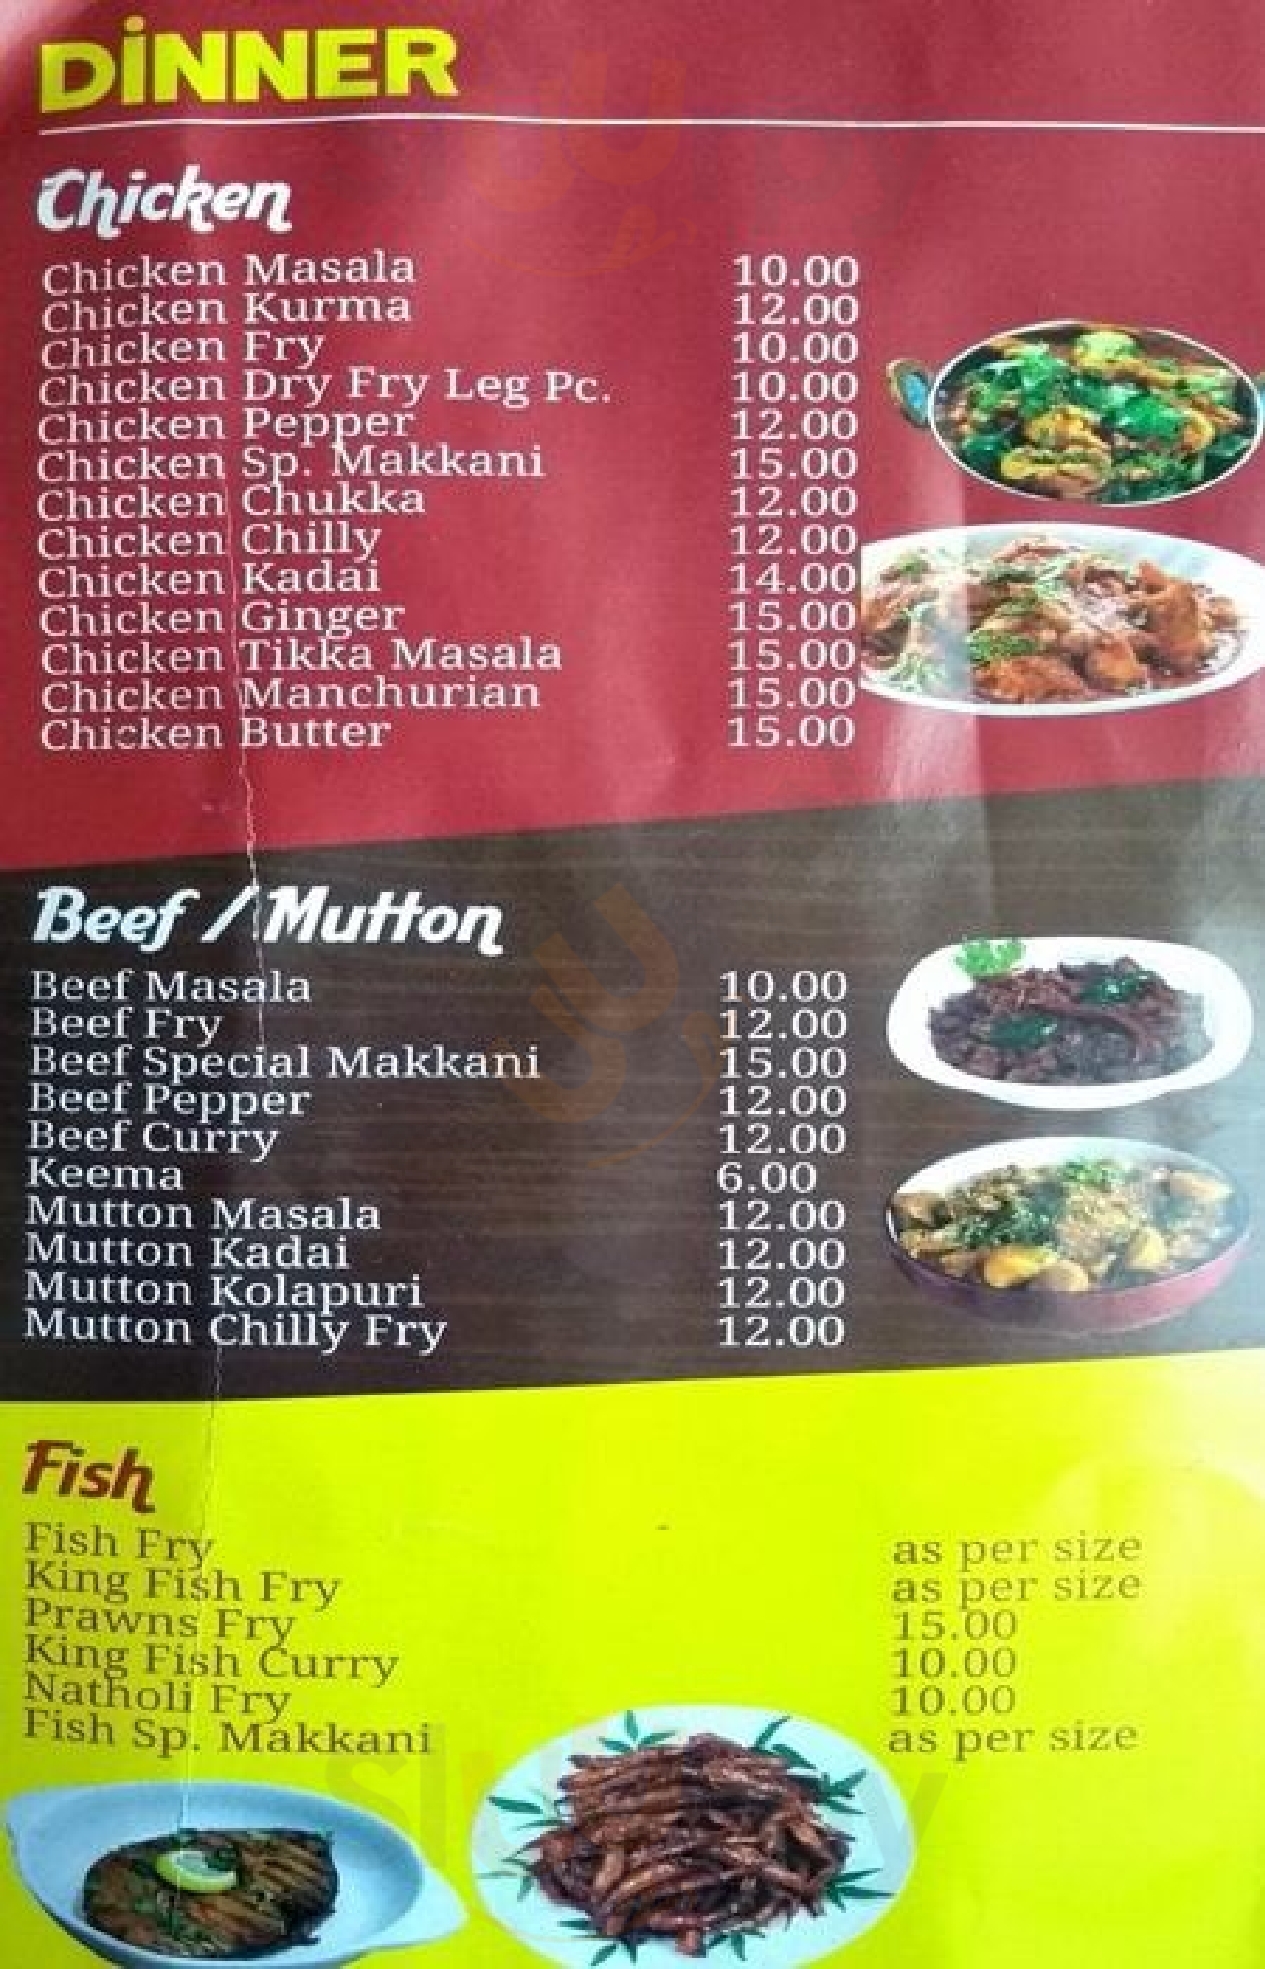 DİNNER
Chicken
Chicken Masala 10.00
Chicken Kurma 12.00
Chicken Fry 10.00
Chicken Dry Fry Leg Pc. 10.00
Chicken Pepper 12.00
Chicken Sp. Makkani 15.00
Chicken Chukka 12.00
Chicken Chilly 12.00
Chicken Kadai 14.00
Chicken Ginger 15.00
Chicken Tikka Masala 15.00
Chicken Manchurian 15.00
Chicken Butter 15.00
Beef / Mutton
Beef Masala 10.00
Beef Fry 12.00
Beef Special Makkani 15.00
Beef Pepper 12.00
Beef Curry 12.00
Keema 6.00
Mutton Masala 12.00
Mutton Kadai 12.00
Mutton Kolapuri 12.00
Mutton Chilly Fry 12.00
Fish
Fish Fry as per size
King Fish Fry as per size
Prawns Fry 15.00
King Fish Curry 10.00
Natholi Fry 10.00
Fish Sp. Makkani as per size